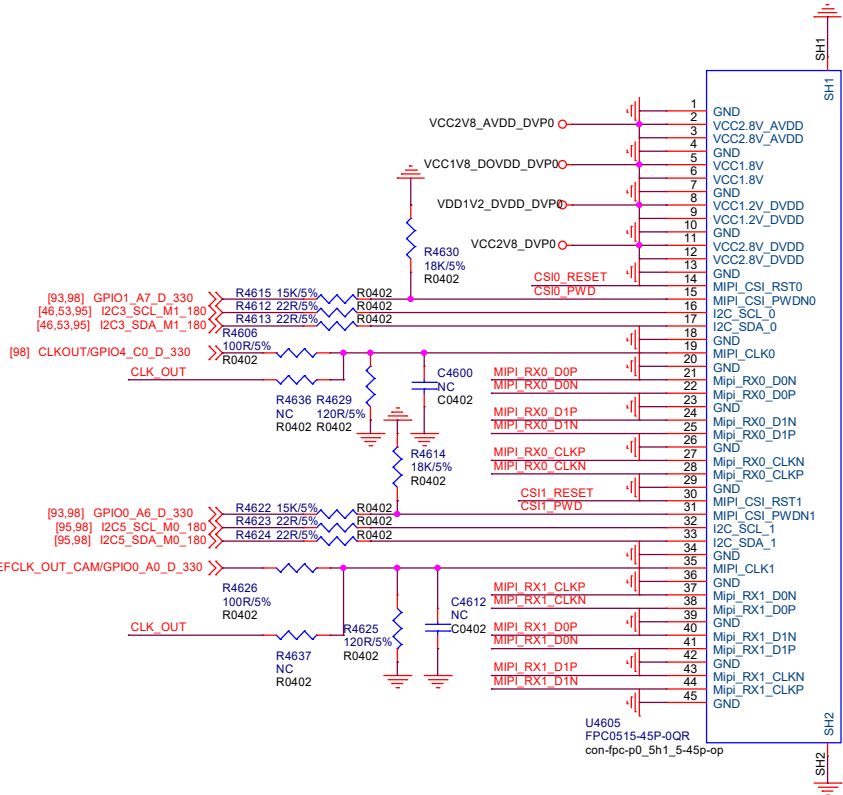 SH1
SH1
1 GND
VCC2V8_AVDD_DVP0 2 VCC2.8V_AVDD
3 VCC2.8V_AVDD
4 GND
VCC1V8_DOVDD_DVP0 5 VCC1.8V
6 VCC1.8V
7 GND
VDD1V2_DVDD_DVP0 8 VCC1.2V_DVDD
9 VCC1.2V_DVDD
10 GND
VCC2V8_DVP0 11 VCC2.8V_DVDD
12 VCC2.8V_DVDD
13 GND
R4630
18K/5%
R0402
CSI0_RESET 14 MIPI_CSI_RST0
[93,98] GPIO1_A7_D_330 R4615 15K/5% R0402 CSI0_PWD 15 MIPI_CSI_PWDN0
[46,53,95] I2C3_SCL_M1_180 R4612 22R/5% R0402 16 I2C_SCL_0
[46,53,95] I2C3_SDA_M1_180 R4613 22R/5% R0402 17 I2C_SDA_0
18 GND
R4606
100R/5%
R0402
[98] CLKOUT/GPIO4_C0_D_330 19 MIPI_CLK0
20 GND
CLK_OUT MIPI_RX0_D0P 21 Mipi_RX0_D0N
MIPI_RX0_D0N 22 Mipi_RX0_D0P
C4600
NC
C0402
R4636
NC
R0402
R4629
120R/5%
R0402
23 GND
MIPI_RX0_D1P 24 Mipi_RX0_D1N
MIPI_RX0_D1N 25 Mipi_RX0_D1P
26 GND
MIPI_RX0_CLKP 27 Mipi_RX0_CLKN
MIPI_RX0_CLKN 28 Mipi_RX0_CLKP
R4614
18K/5%
R0402
29 GND
CSI1_RESET 30 MIPI_CSI_RST1
[93,98] GPIO0_A6_D_330 R4622 15K/5% R0402 CSI1_PWD 31 MIPI_CSI_PWDN1
[95,98] I2C5_SCL_M0_180 R4623 22R/5% R0402 32 I2C_SCL_1
[95,98] I2C5_SDA_M0_180 R4624 22R/5% R0402 33 I2C_SDA_1
34 GND
EFCLK_OUT_CAM/GPIO0_A0_D_330 35 MIPI_CLK1
36 GND
R4626
100R/5%
R0402
MIPI_RX1_CLKP 37 Mipi_RX1_D0N
MIPI_RX1_CLKN 38 Mipi_RX1_D0P
C4612
NC
C0402
39 GND
CLK_OUT MIPI_RX1_D0P 40 Mipi_RX1_D1N
MIPI_RX1_D0N 41 Mipi_RX1_D1P
R4625
120R/5%
R0402
R4637
NC
R0402
42 GND
MIPI_RX1_D1P 43 Mipi_RX1_CLKN
MIPI_RX1_D1N 44 Mipi_RX1_CLKP
45 GND
U4605
FPC0515-45P-0QR
con-fpc-p0_5h1_5-45p-op
SH2
SH2